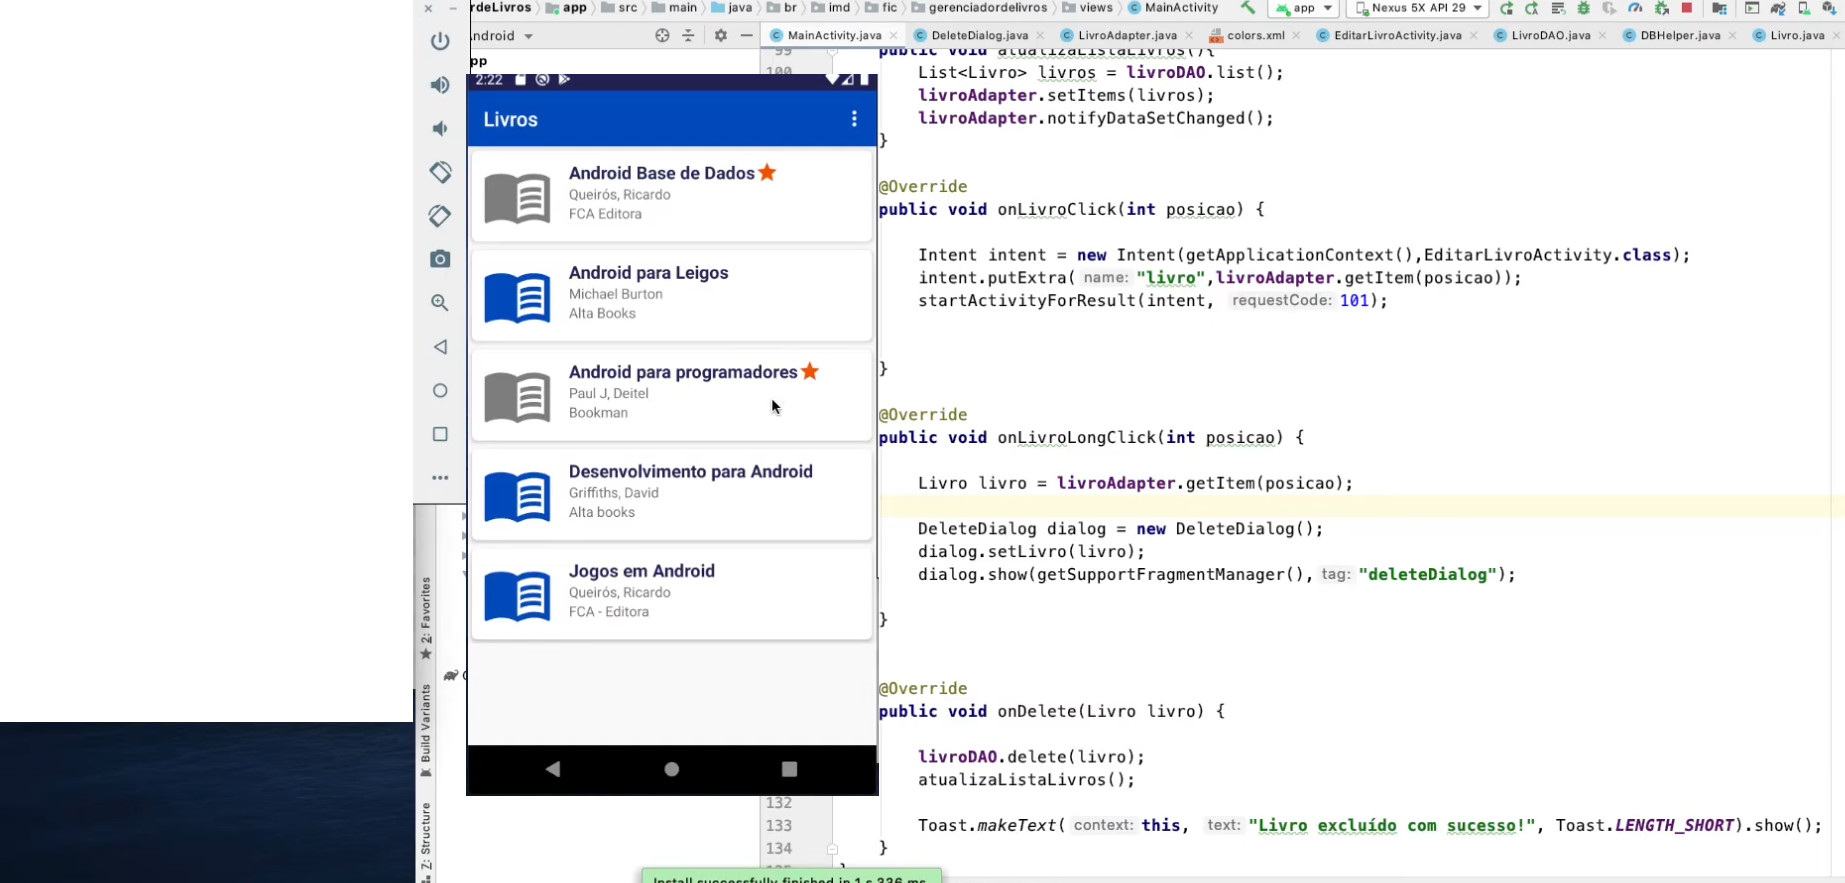 rdeLivros app src main java br imd fic gerenciadordelivros views MainActivity app Nexus 5X API 29
Android
MainActivity.java DeleteDialog.java LivroAdapter.java colors.xml EditarLivroActivity.java LivroDAO.java DBHelper.java Livro.java
pp
99 public void atualizaListaLivros(){
100 List<Livro> livros = livroDAO.list();
livroAdapter.setItems(livros);
livroAdapter.notifyDataSetChanged();
}
@Override
public void onLivroClick(int posicao) {
Intent intent = new Intent(getApplicationContext(),EditarLivroActivity.class);
intent.putExtra( name: "livro",livroAdapter.getItem(posicao));
startActivityForResult(intent, requestCode: 101);
}
@Override
public void onLivroLongClick(int posicao) {
Livro livro = livroAdapter.getItem(posicao);
DeleteDialog dialog = new DeleteDialog();
dialog.setLivro(livro);
dialog.show(getSupportFragmentManager(), tag: "deleteDialog");
}
@Override
public void onDelete(Livro livro) {
livroDAO.delete(livro);
atualizaListaLivros();
132
133 Toast.makeText( context: this, text: "Livro excluído com sucesso!", Toast.LENGTH_SHORT).show();
134 }
2:22
Livros
Android Base de Dados
Queirós, Ricardo
FCA Editora
Android para Leigos
Michael Burton
Alta Books
Android para programadores
Paul J, Deitel
Bookman
Desenvolvimento para Android
Griffiths, David
Alta books
Jogos em Android
Queirós, Ricardo
FCA - Editora
2: Favorites
Build Variants
7: Structure
Install successfully finished in 1 s 336 ms.